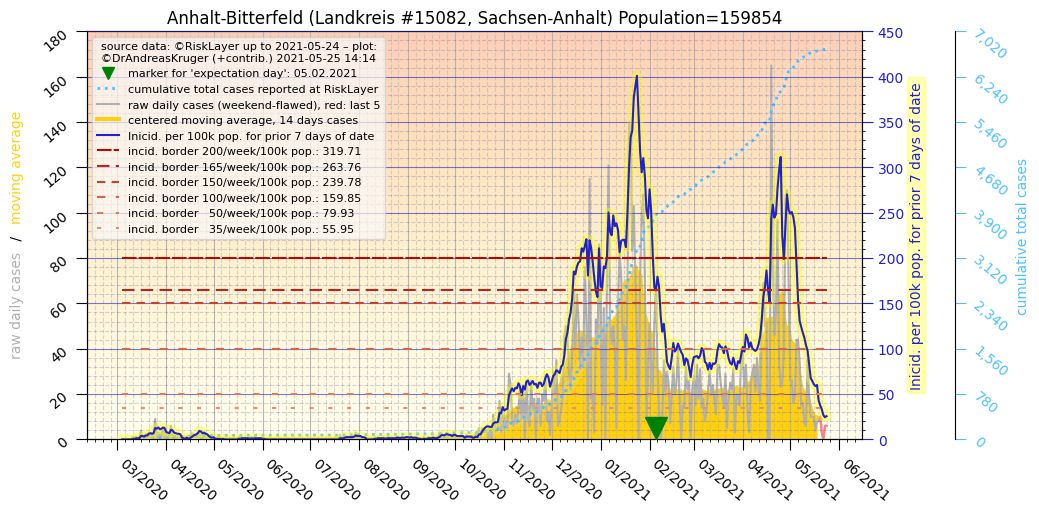 Anhalt-Bitterfeld (Landkreis #15082, Sachsen-Anhalt) Population=159854
source data: ©RiskLayer up to 2021-05-24 – plot:
©DrAndreasKruger (+contrib.) 2021-05-25 14:14
marker for 'expectation day': 05.02.2021
cumulative total cases reported at RiskLayer
raw daily cases (weekend-flawed), red: last 5
centered moving average, 14 days cases
Inicid. per 100k pop. for prior 7 days of date
incid. border 200/week/100k pop.: 319.71
incid. border 165/week/100k pop.: 263.76
incid. border 150/week/100k pop.: 239.78
incid. border 100/week/100k pop.: 159.85
incid. border   50/week/100k pop.: 79.93
incid. border   35/week/100k pop.: 55.95
raw daily cases / moving average
180
160
140
120
100
80
60
40
20
0
450
400
350
300
250
200
150
100
50
0
Inicid. per 100k pop. for prior 7 days of date
7,020
6,240
5,460
4,680
3,900
3,120
2,340
1,560
780
0
cumulative total cases
03/2020
04/2020
05/2020
06/2020
07/2020
08/2020
09/2020
10/2020
11/2020
12/2020
01/2021
02/2021
03/2021
04/2021
05/2021
06/2021